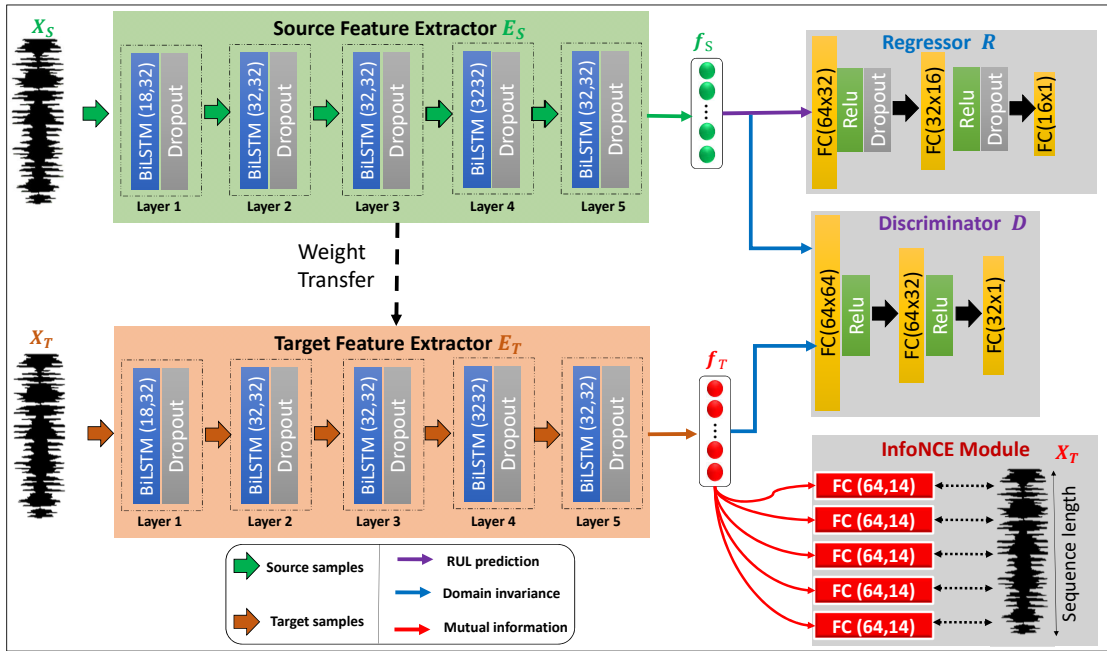 X_S
Source Feature Extractor E_S
BiLSTM (18,32)
Dropout
BiLSTM (32,32)
Dropout
BiLSTM (32,32)
Dropout
BiLSTM (3232)
Dropout
BiLSTM (32,32)
Dropout
Layer 1
Layer 2
Layer 3
Layer 4
Layer 5
f_S
Regressor R
FC(64x32)
Relu
Dropout
FC(32x16)
Relu
Dropout
FC(16x1)
Weight
Transfer
Discriminator D
FC(64x64)
Relu
FC(64x32)
Relu
FC(32x1)
X_T
Target Feature Extractor E_T
BiLSTM (18,32)
Dropout
BiLSTM (32,32)
Dropout
BiLSTM (32,32)
Dropout
BiLSTM (3232)
Dropout
BiLSTM (32,32)
Dropout
Layer 1
Layer 2
Layer 3
Layer 4
Layer 5
f_T
InfoNCE Module
X_T
FC (64,14)
FC (64,14)
FC (64,14)
FC (64,14)
FC (64,14)
Sequence length
Source samples
Target samples
RUL prediction
Domain invariance
Mutual information